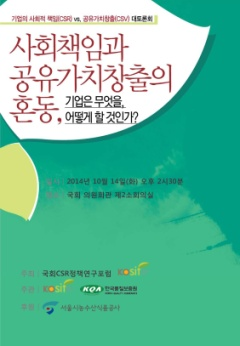 기업의 사회적 책임(CSR) vs. 공유가치창출(CSV) 대토론회
사회책임과
공유가치창출의
혼동, 기업은 무엇을,
어떻게 할 것인가?
2014년 10월 14일(화) 오후 2시30분
국회 의원회관 제2소회의실
주최 국회CSR정책연구포럼 KOSIF
주관 KOSIF KQA 한국품질보증원
후원 서울시농수산식품공사